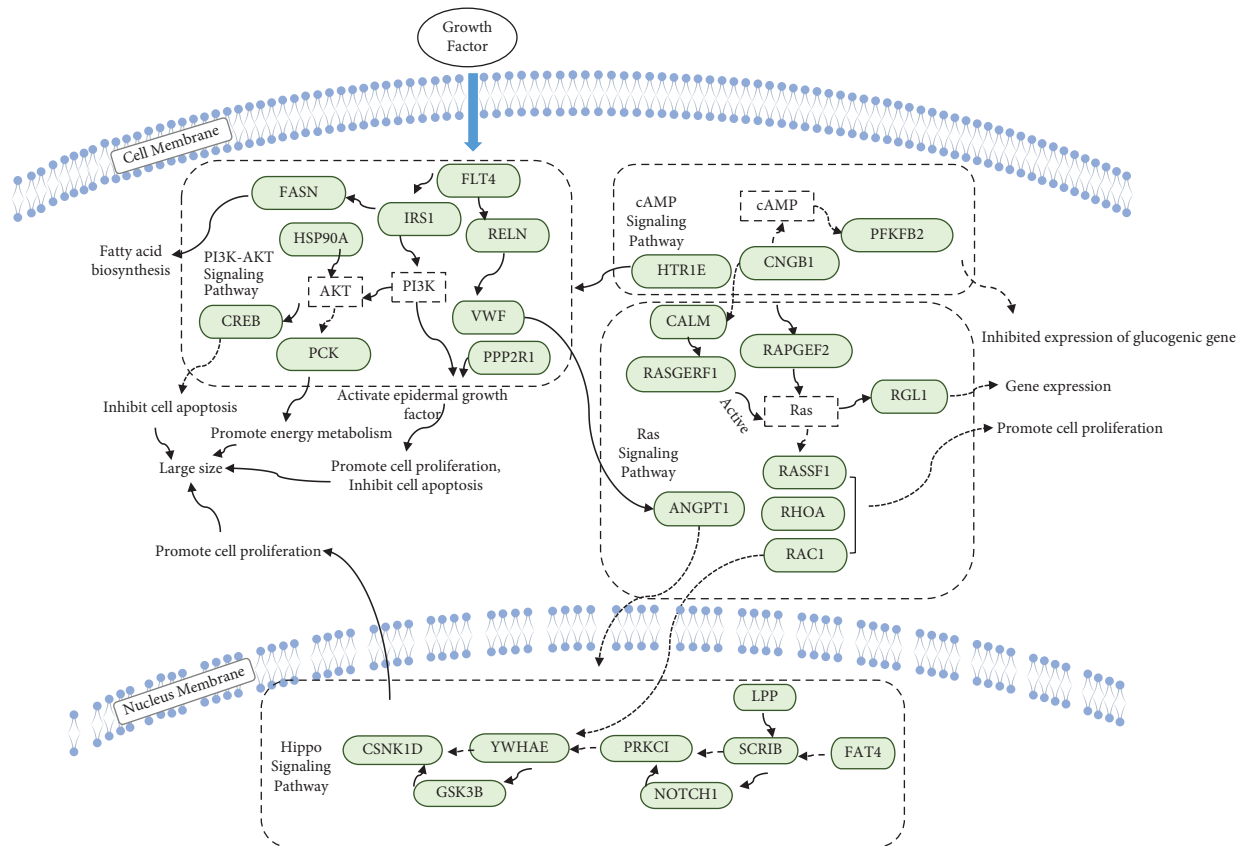 Growth
Factor
Cell Membrane
FASN
FLT4
IRS1
RELN
HSP90A
Fatty acid
biosynthesis
PI3K-AKT
Signaling
Pathway
AKT
PI3K
CREB
VWF
PCK
PPP2R1
cAMP
Signaling
Pathway
cAMP
PFKFB2
HTR1E
CNGB1
CALM
RAPGEF2
RASGERF1
Active
Ras
RGL1
Inhibited expression of glucogenic gene
Gene expression
Promote cell proliferation
Inhibit cell apoptosis
Activate epidermal growth
factor
Promote energy metabolism
Large size
Promote cell proliferation,
Inhibit cell apoptosis
Ras
Signaling
Pathway
RASSF1
ANGPT1
RHOA
RAC1
Promote cell proliferation
Nucleus Membrane
LPP
Hippo
Signaling
Pathway
CSNK1D
YWHAE
PRKCI
SCRIB
FAT4
GSK3B
NOTCH1